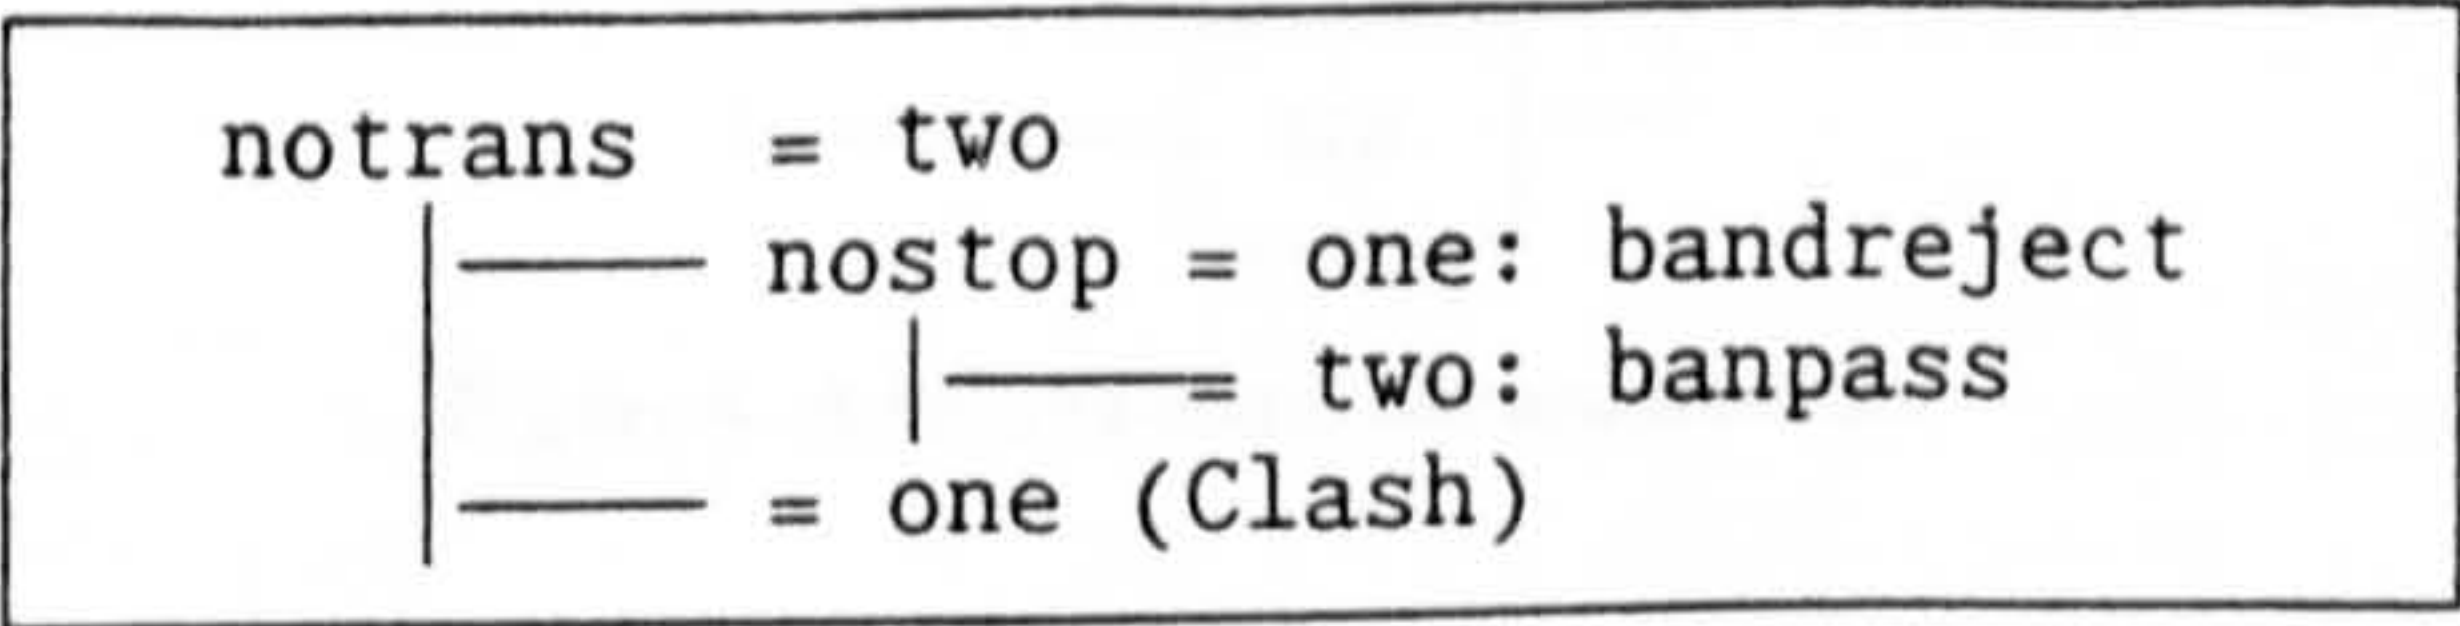 notrans = two
nostop = one: bandreject
= two: banpass
= one (Clash)